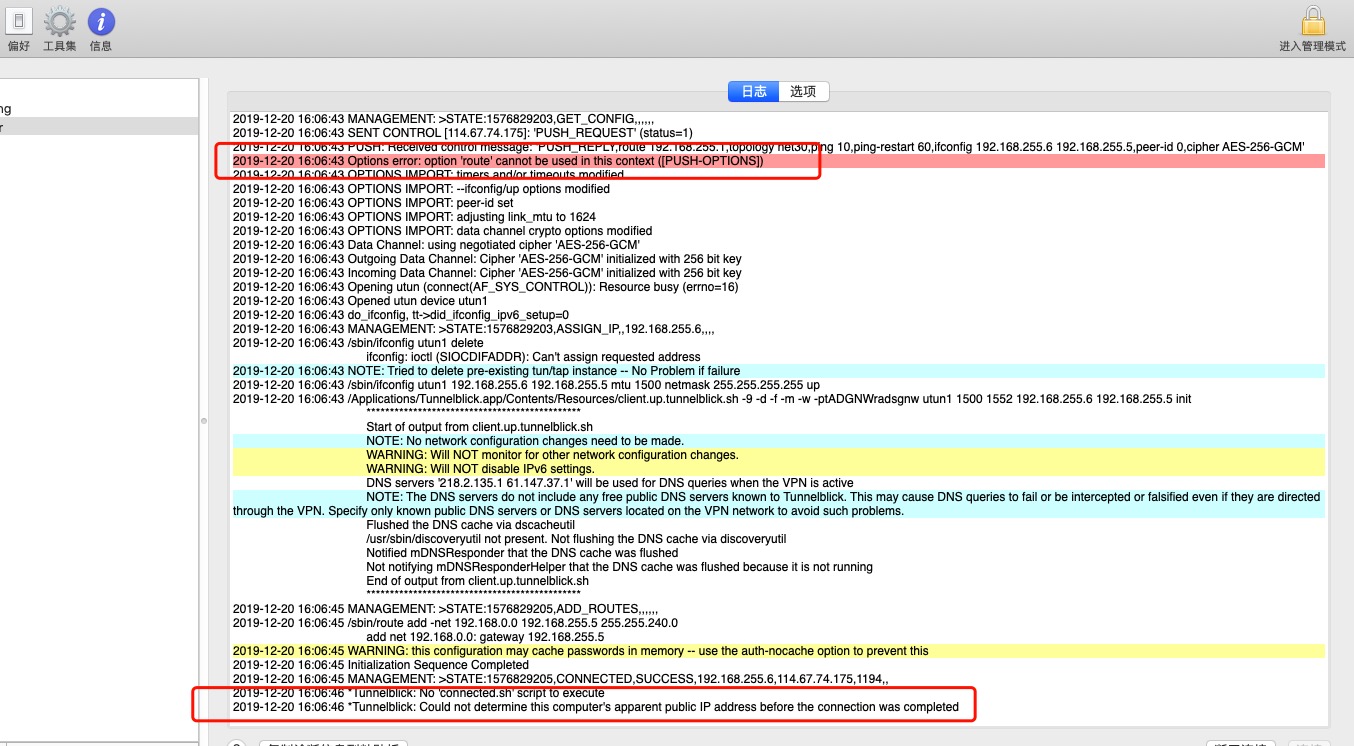 偏好 工具集 信息 进入管理模式
日志 选项
ng
r
2019-12-20 16:06:43 MANAGEMENT: >STATE:1576829203,GET_CONFIG,,,,,,
2019-12-20 16:06:43 SENT CONTROL [114.67.74.175]: 'PUSH_REQUEST' (status=1)
2019-12-20 16:06:43 PUSH: Received control message: 'PUSH_REPLY,route 192.168.255.1,topology net30,ping 10,ping-restart 60,ifconfig 192.168.255.6 192.168.255.5,peer-id 0,cipher AES-256-GCM'
2019-12-20 16:06:43 Options error: option 'route' cannot be used in this context ([PUSH-OPTIONS])
2019-12-20 16:06:43 OPTIONS IMPORT: timers and/or timeouts modified
2019-12-20 16:06:43 OPTIONS IMPORT: --ifconfig/up options modified
2019-12-20 16:06:43 OPTIONS IMPORT: peer-id set
2019-12-20 16:06:43 OPTIONS IMPORT: adjusting link_mtu to 1624
2019-12-20 16:06:43 OPTIONS IMPORT: data channel crypto options modified
2019-12-20 16:06:43 Data Channel: using negotiated cipher 'AES-256-GCM'
2019-12-20 16:06:43 Outgoing Data Channel: Cipher 'AES-256-GCM' initialized with 256 bit key
2019-12-20 16:06:43 Incoming Data Channel: Cipher 'AES-256-GCM' initialized with 256 bit key
2019-12-20 16:06:43 Opening utun (connect(AF_SYS_CONTROL)): Resource busy (errno=16)
2019-12-20 16:06:43 Opened utun device utun1
2019-12-20 16:06:43 do_ifconfig, tt->did_ifconfig_ipv6_setup=0
2019-12-20 16:06:43 MANAGEMENT: >STATE:1576829203,ASSIGN_IP,,192.168.255.6,,,,
2019-12-20 16:06:43 /sbin/ifconfig utun1 delete
ifconfig: ioctl (SIOCDIFADDR): Can't assign requested address
2019-12-20 16:06:43 NOTE: Tried to delete pre-existing tun/tap instance -- No Problem if failure
2019-12-20 16:06:43 /sbin/ifconfig utun1 192.168.255.6 192.168.255.5 mtu 1500 netmask 255.255.255.255 up
2019-12-20 16:06:43 /Applications/Tunnelblick.app/Contents/Resources/client.up.tunnelblick.sh -9 -d -f -m -w -ptADGNWradsgnw utun1 1500 1552 192.168.255.6 192.168.255.5 init
**********************************************
Start of output from client.up.tunnelblick.sh
NOTE: No network configuration changes need to be made.
WARNING: Will NOT monitor for other network configuration changes.
WARNING: Will NOT disable IPv6 settings.
DNS servers '218.2.135.1 61.147.37.1' will be used for DNS queries when the VPN is active
NOTE: The DNS servers do not include any free public DNS servers known to Tunnelblick. This may cause DNS queries to fail or be intercepted or falsified even if they are directed
through the VPN. Specify only known public DNS servers or DNS servers located on the VPN network to avoid such problems.
Flushed the DNS cache via dscacheutil
/usr/sbin/discoveryutil not present. Not flushing the DNS cache via discoveryutil
Notified mDNSResponder that the DNS cache was flushed
Not notifying mDNSResponderHelper that the DNS cache was flushed because it is not running
End of output from client.up.tunnelblick.sh
**********************************************
2019-12-20 16:06:45 MANAGEMENT: >STATE:1576829205,ADD_ROUTES,,,,,,
2019-12-20 16:06:45 /sbin/route add -net 192.168.0.0 192.168.255.5 255.255.240.0
add net 192.168.0.0: gateway 192.168.255.5
2019-12-20 16:06:45 WARNING: this configuration may cache passwords in memory -- use the auth-nocache option to prevent this
2019-12-20 16:06:45 Initialization Sequence Completed
2019-12-20 16:06:45 MANAGEMENT: >STATE:1576829205,CONNECTED,SUCCESS,192.168.255.6,114.67.74.175,1194,,
2019-12-20 16:06:46 *Tunnelblick: No 'connected.sh' script to execute
2019-12-20 16:06:46 *Tunnelblick: Could not determine this computer's apparent public IP address before the connection was completed